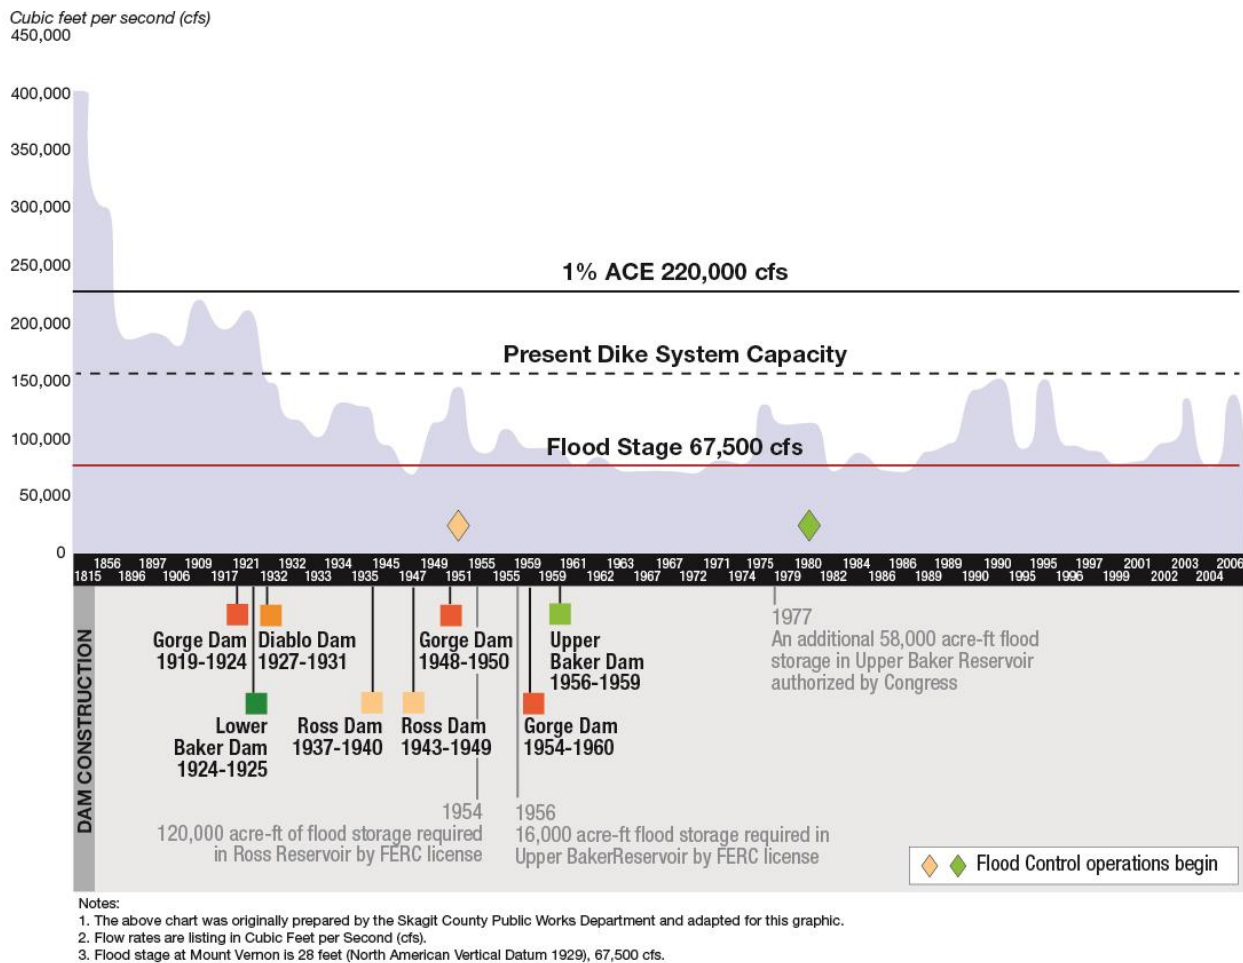 Cubic feet per second (cfs)
450,000
400,000
350,000
300,000
250,000
1% ACE 220,000 cfs
200,000
Present Dike System Capacity
150,000
100,000
Flood Stage 67,500 cfs
50,000
0
1856 1897 1909 1921 1932 1934 1945 1949 1955 1959 1961 1963 1967 1971 1975 1980 1984 1986 1990 1995 1997 2001 2003 2006
1815 1896 1906 1917 1932 1933 1935 1947 1951 1955 1959 1962 1967 1972 1974 1979 1982 1986 1989 1990 1995 1996 1999 2002 2004
DAM CONSTRUCTION
Gorge Dam
1919-1924
Diablo Dam
1927-1931
Gorge Dam
1948-1950
Upper
Baker Dam
1956-1959
1977
An additional 58,000 acre-ft flood
storage in Upper Baker Reservoir
authorized by Congress
Lower
Baker Dam
1924-1925
Ross Dam
1937-1940
Ross Dam
1943-1949
Gorge Dam
1954-1960
1954
120,000 acre-ft of flood storage required
in Ross Reservoir by FERC license
1956
16,000 acre-ft flood storage required in
Upper BakerReservoir by FERC license
Flood Control operations begin
Notes:
1. The above chart was originally prepared by the Skagit County Public Works Department and adapted for this graphic.
2. Flow rates are listing in Cubic Feet per Second (cfs).
3. Flood stage at Mount Vernon is 28 feet (North American Vertical Datum 1929), 67,500 cfs.